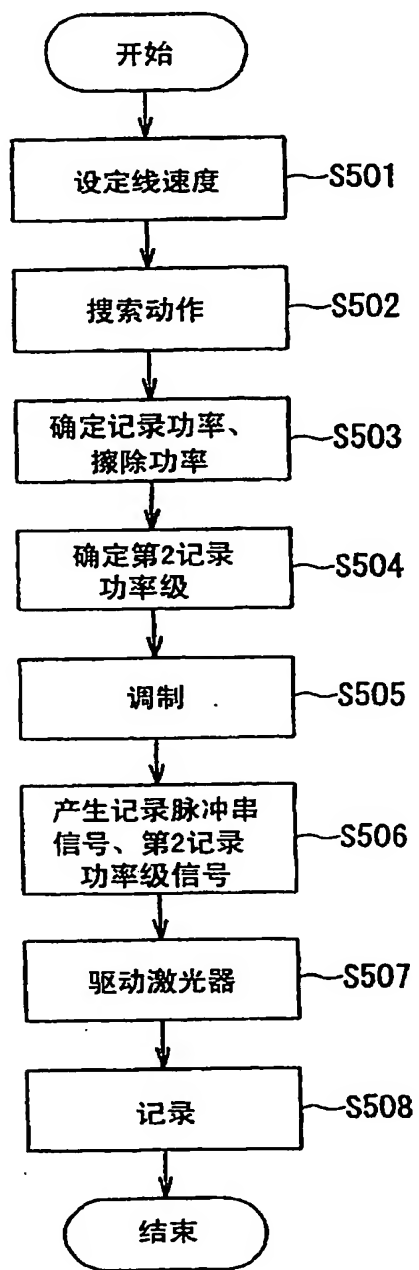 开始
设定线速度
S501
搜索动作
S502
确定记录功率、
擦除功率
S503
确定第2记录
功率级
S504
调制
S505
产生记录脉冲串
信号、第2记录
功率级信号
S506
驱动激光器
S507
记录
S508
结束